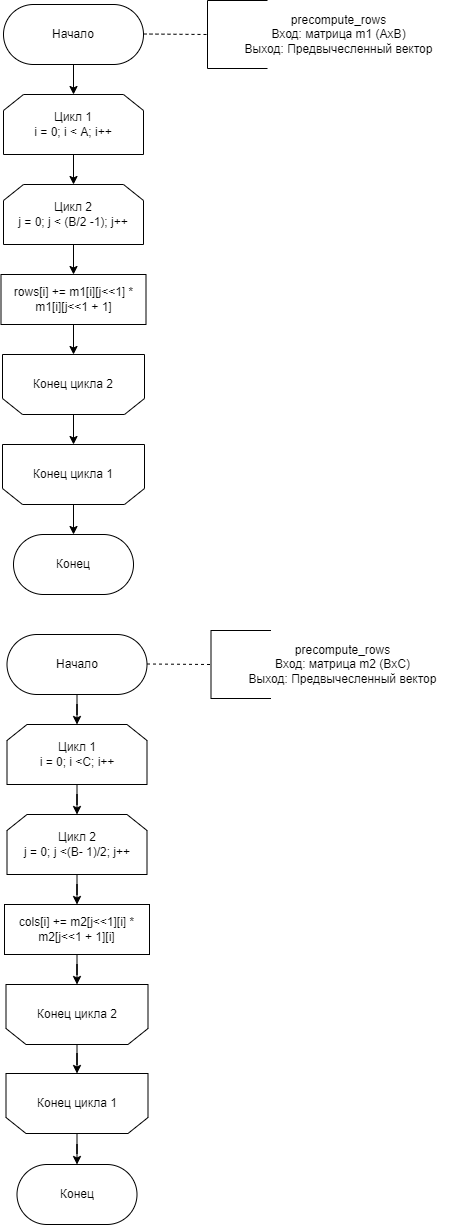 Начало
precompute_rows
Вход: матрица m1 (AxB)
Выход: Предвычесленный вектор
Цикл 1
i = 0; i < A; i++
Цикл 2
j = 0; j < (B/2 -1); j++
rows[i] += m1[i][j<<1] *
m1[i][j<<1 + 1]
Конец цикла 2
Конец цикла 1
Конец
Начало
precompute_rows
Вход: матрица m2 (BxC)
Выход: Предвычесленный вектор
Цикл 1
i = 0; i <C; i++
Цикл 2
j = 0; j <(B- 1)/2; j++
cols[i] += m2[j<<1][i] *
m2[j<<1 + 1][i]
Конец цикла 2
Конец цикла 1
Конец